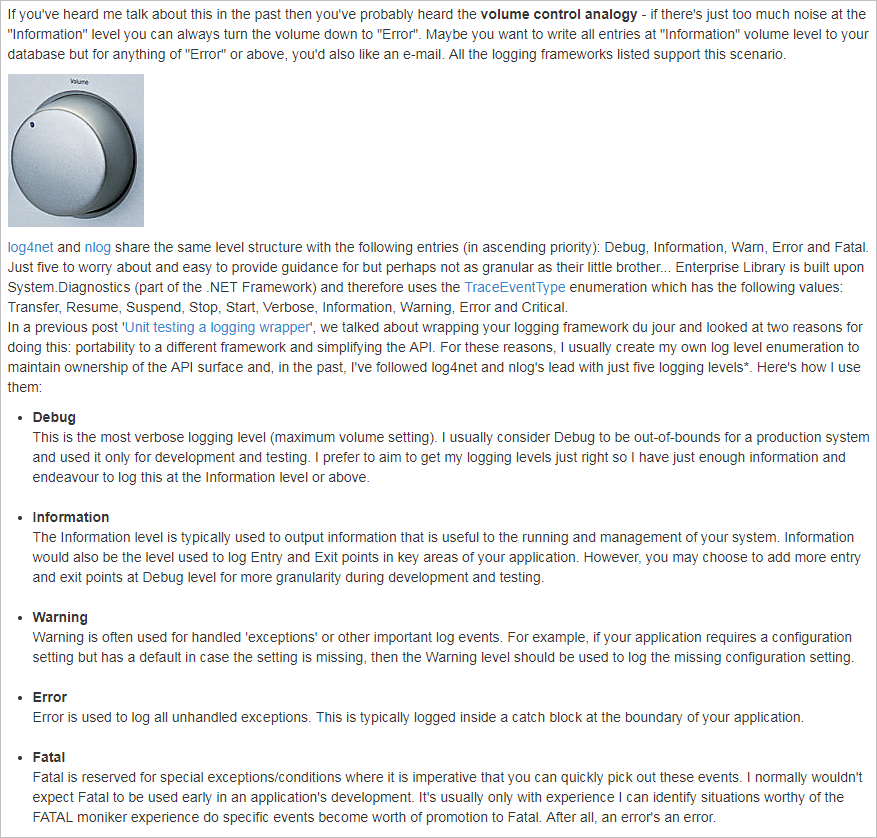 If you've heard me talk about this in the past then you've probably heard the volume control analogy - if there's just too much noise at the
"Information" level you can always turn the volume down to "Error". Maybe you want to write all entries at "Information" volume level to your
database but for anything of "Error" or above, you'd also like an e-mail. All the logging frameworks listed support this scenario.
Volume
log4net and nlog share the same level structure with the following entries (in ascending priority): Debug, Information, Warn, Error and Fatal.
Just five to worry about and easy to provide guidance for but perhaps not as granular as their little brother... Enterprise Library is built upon
System.Diagnostics (part of the .NET Framework) and therefore uses the TraceEventType enumeration which has the following values:
Transfer, Resume, Suspend, Stop, Start, Verbose, Information, Warning, Error and Critical.
In a previous post 'Unit testing a logging wrapper', we talked about wrapping your logging framework du jour and looked at two reasons for
doing this: portability to a different framework and simplifying the API. For these reasons, I usually create my own log level enumeration to
maintain ownership of the API surface and, in the past, I've followed log4net and nlog's lead with just five logging levels*. Here's how I use
them:
• Debug
This is the most verbose logging level (maximum volume setting). I usually consider Debug to be out-of-bounds for a production system
and used it only for development and testing. I prefer to aim to get my logging levels just right so I have just enough information and
endeavour to log this at the Information level or above.
• Information
The Information level is typically used to output information that is useful to the running and management of your system. Information
would also be the level used to log Entry and Exit points in key areas of your application. However, you may choose to add more entry
and exit points at Debug level for more granularity during development and testing.
• Warning
Warning is often used for handled 'exceptions' or other important log events. For example, if your application requires a configuration
setting but has a default in case the setting is missing, then the Warning level should be used to log the missing configuration setting.
• Error
Error is used to log all unhandled exceptions. This is typically logged inside a catch block at the boundary of your application.
• Fatal
Fatal is reserved for special exceptions/conditions where it is imperative that you can quickly pick out these events. I normally wouldn't
expect Fatal to be used early in an application's development. It's usually only with experience I can identify situations worthy of the
FATAL moniker experience do specific events become worth of promotion to Fatal. After all, an error's an error.